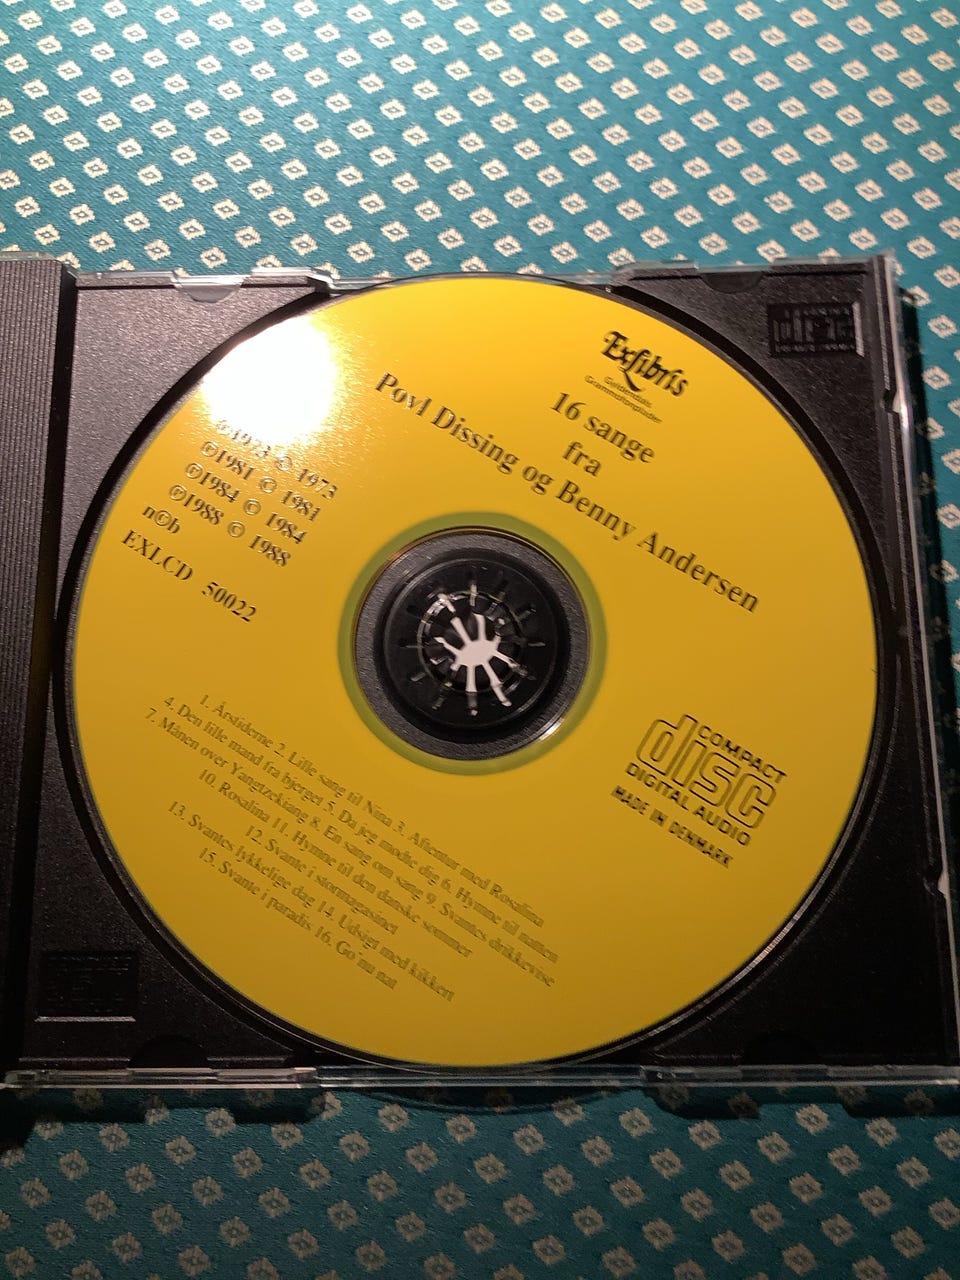 Exlibris
Gyldendals
Grammofonplader
16 sange
fra
Povl Dissing og Benny Andersen
℗1973 © 1973
℗1981 © 1981
℗1984 © 1984
℗1988 © 1988
n©b
EXLCD 50022
COMPACT
disc
DIGITAL AUDIO
MADE IN DENMARK
1. Årstiderne 2. Lille sang til Nina 3. Aftentur med Rosalina
4. Den lille mand fra bjerget 5. Da jeg mødte dig 6. Hymne til natten
7. Månen over Yangtzekiang 8. En sang om sang 9. Svantes drikkevise
10. Rosalina 11. Hymne til den danske sommer
12. Svante i stormagasinet
13. Svantes lykkelige dag 14. Udsigt med kikkert
15. Svante i paradis 16. Go'nu nat
disc